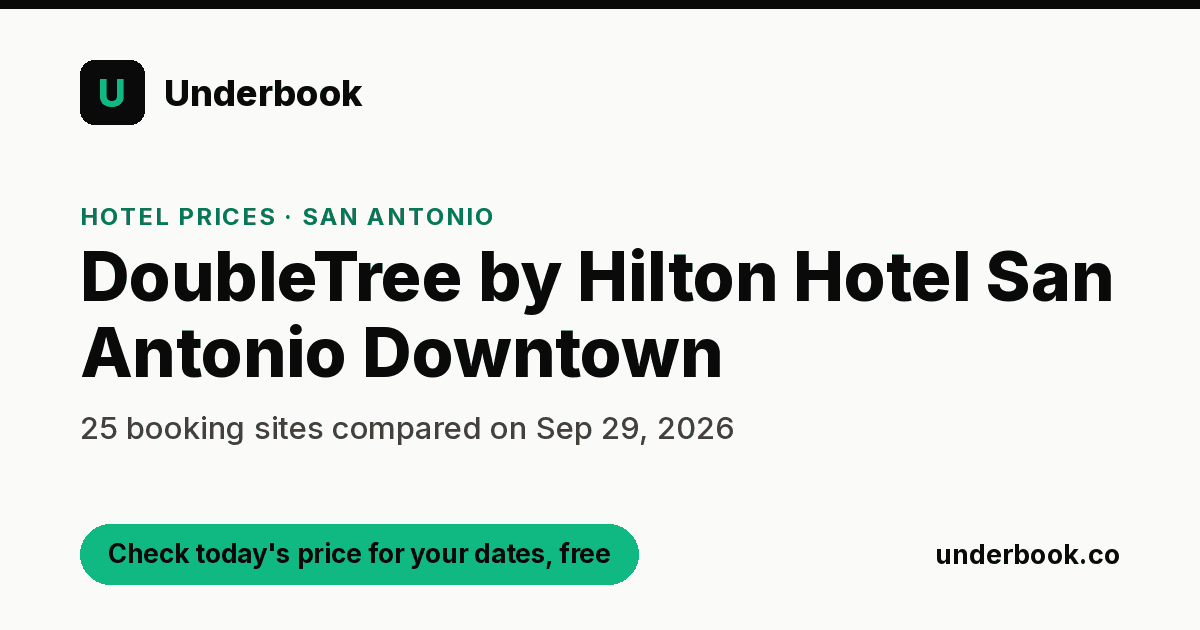 U Underbook
HOTEL PRICES · SAN ANTONIO
DoubleTree by Hilton Hotel San
Antonio Downtown
25 booking sites compared on Sep 29, 2026
Check today's price for your dates, free
underbook.co